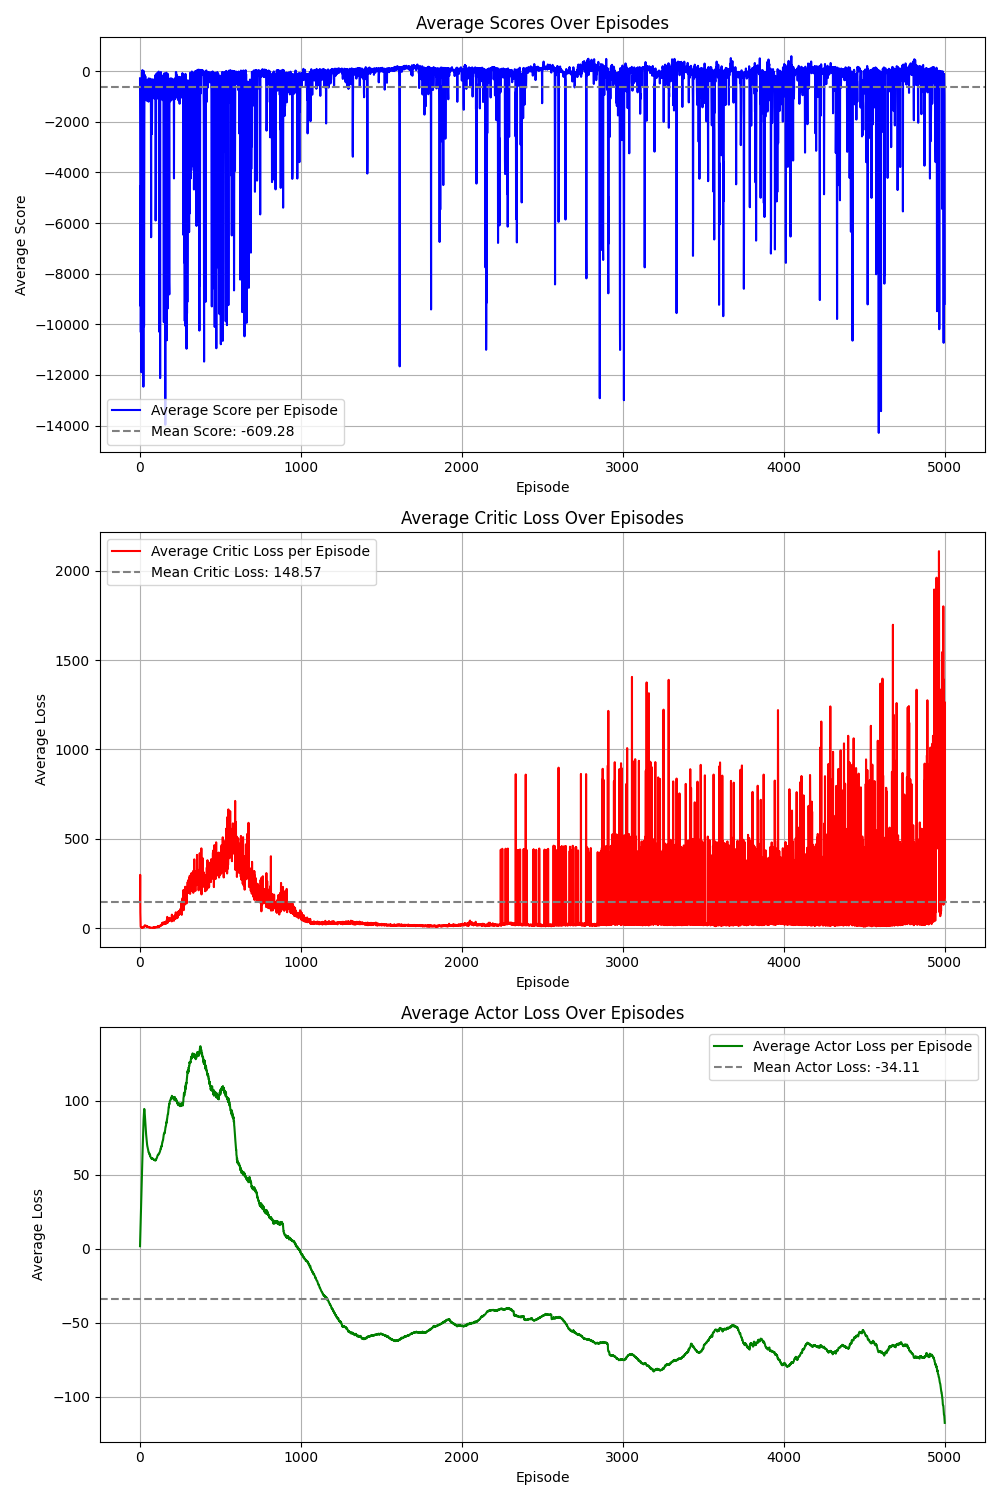 Average Scores Over Episodes
0
−2000
−4000
−6000
−8000
−10000
−12000
−14000
Average Score
Average Score per Episode
Mean Score: -609.28
0 1000 2000 3000 4000 5000
Episode
Average Critic Loss Over Episodes
Average Critic Loss per Episode
Mean Critic Loss: 148.57
2000
1500
1000
500
0
Average Loss
0 1000 2000 3000 4000 5000
Episode
Average Actor Loss Over Episodes
Average Actor Loss per Episode
Mean Actor Loss: -34.11
100
50
0
−50
−100
Average Loss
0 1000 2000 3000 4000 5000
Episode